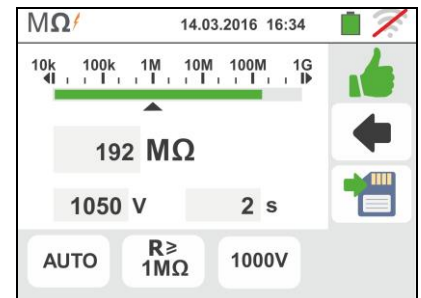 MΩ 14.03.2016 16:34
10k 100k 1M 10M 100M 1G
192 MΩ
1050 V 2 s
AUTO R≥ 1MΩ 1000V